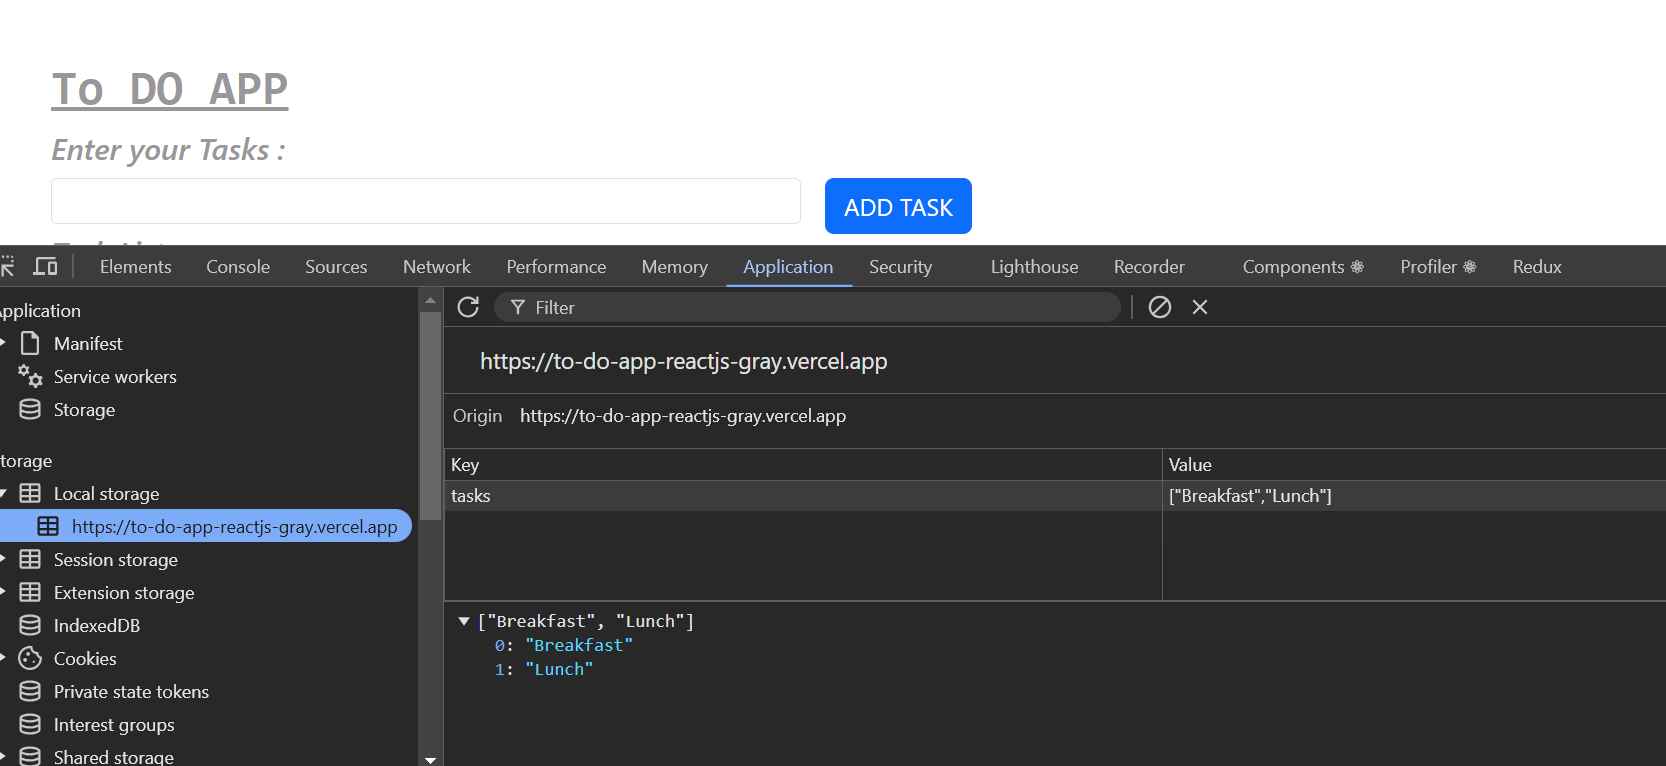 To DO APP
Enter your Tasks :
ADD TASK
Elements Console Sources Network Performance Memory Application Security Lighthouse Recorder Components Profiler Redux
pplication
Manifest
Service workers
Storage
torage
Local storage
https://to-do-app-reactjs-gray.vercel.app
Session storage
Extension storage
IndexedDB
Cookies
Private state tokens
Interest groups
Shared storage
Filter
https://to-do-app-reactjs-gray.vercel.app
Origin https://to-do-app-reactjs-gray.vercel.app
Key Value
tasks ["Breakfast","Lunch"]
["Breakfast", "Lunch"]
0: "Breakfast"
1: "Lunch"